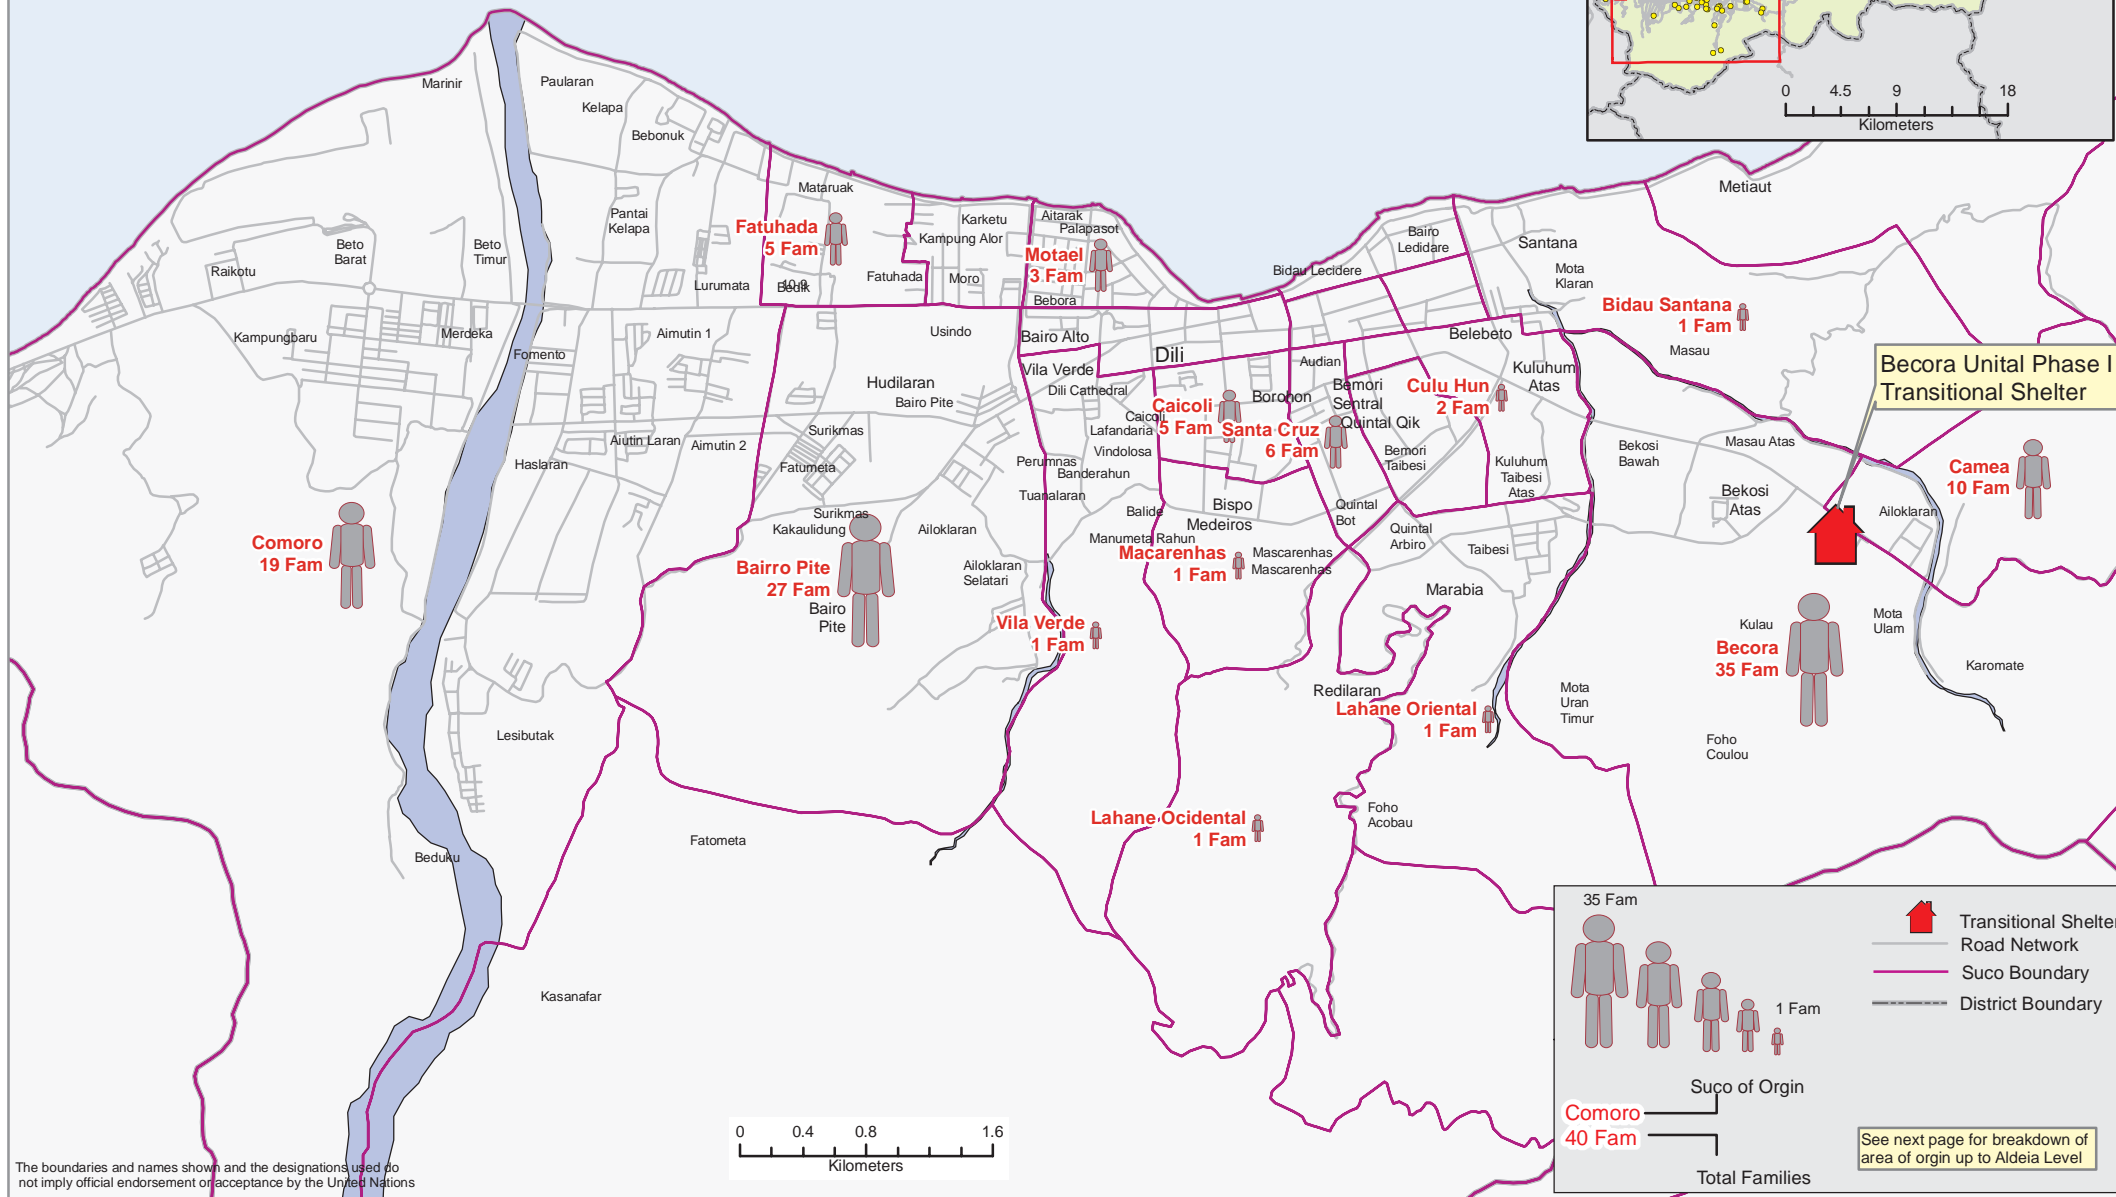 0 4.5 9 18
Kilometers
Marinir
Paularan
Kelapa
Bebonuk
Mataruak
Metiaut
Pantai
Kelapa
Beto
Barat
Beto
Timur
Raikotu
Fatuhada
5 Fam
Karketu
Kampung Alor
Aitarak
Palapasot
Motael
3 Fam
Bairo
Ledidare
Santana
Bidau Lecidere
Mota
Klaran
Lurumata
Bedik
Fatuhada
Moro
Bebora
Bidau Santana
1 Fam
Kampungbaru
Merdeka
Fomento
Aimutin 1
Usindo
Bairo Alto
Dili
Belebeto
Masau
Audian
Vila Verde
Kuluhum
Atas
Becora Unital Phase I
Transitional Shelter
Hudilaran
Bairo Pite
Dili Cathedral
Borohon
Bemori
Sentral
Culu Hun
2 Fam
Caicoli
Caicoli
5 Fam
Lafandaria
Santa Cruz
6 Fam
Quintal Qik
Surikmas
Aiutin Laran
Aimutin 2
Vindolosa
Bemori
Taibesi
Bekosi
Bawah
Masau Atas
Haslaran
Fatumeta
Perumnas
Banderahun
Tuanalaran
Kuluhum
Taibesi
Atas
Camea
10 Fam
Bekosi
Atas
Surikmas
Kakaulidung
Ailoklaran
Balide
Bispo
Medeiros
Quintal
Bot
Quintal
Arbiro
Ailoklaran
Manumeta Rahun
Macarenhas
1 Fam
Mascarenhas
Mascarenhas
Taibesi
Comoro
19 Fam
Bairro Pite
27 Fam
Bairo
Pite
Ailoklaran
Selatari
Marabia
Vila Verde
1 Fam
Kulau
Becora
35 Fam
Mota
Ulam
Karomate
Redilaran
Lahane Oriental
1 Fam
Mota
Uran
Timur
Lesibutak
Foho
Coulou
Lahane Ocidental
1 Fam
Foho
Acobau
Fatometa
Beduku
Kasanafar
35 Fam
1 Fam
Transitional Shelter
Road Network
Suco Boundary
District Boundary
Suco of Orgin
Comoro
40 Fam
Total Families
See next page for breakdown of
area of orgin up to Aldeia Level
0 0.4 0.8 1.6
Kilometers
The boundaries and names shown and the designations used do
not imply official endorsement or acceptance by the United Nations